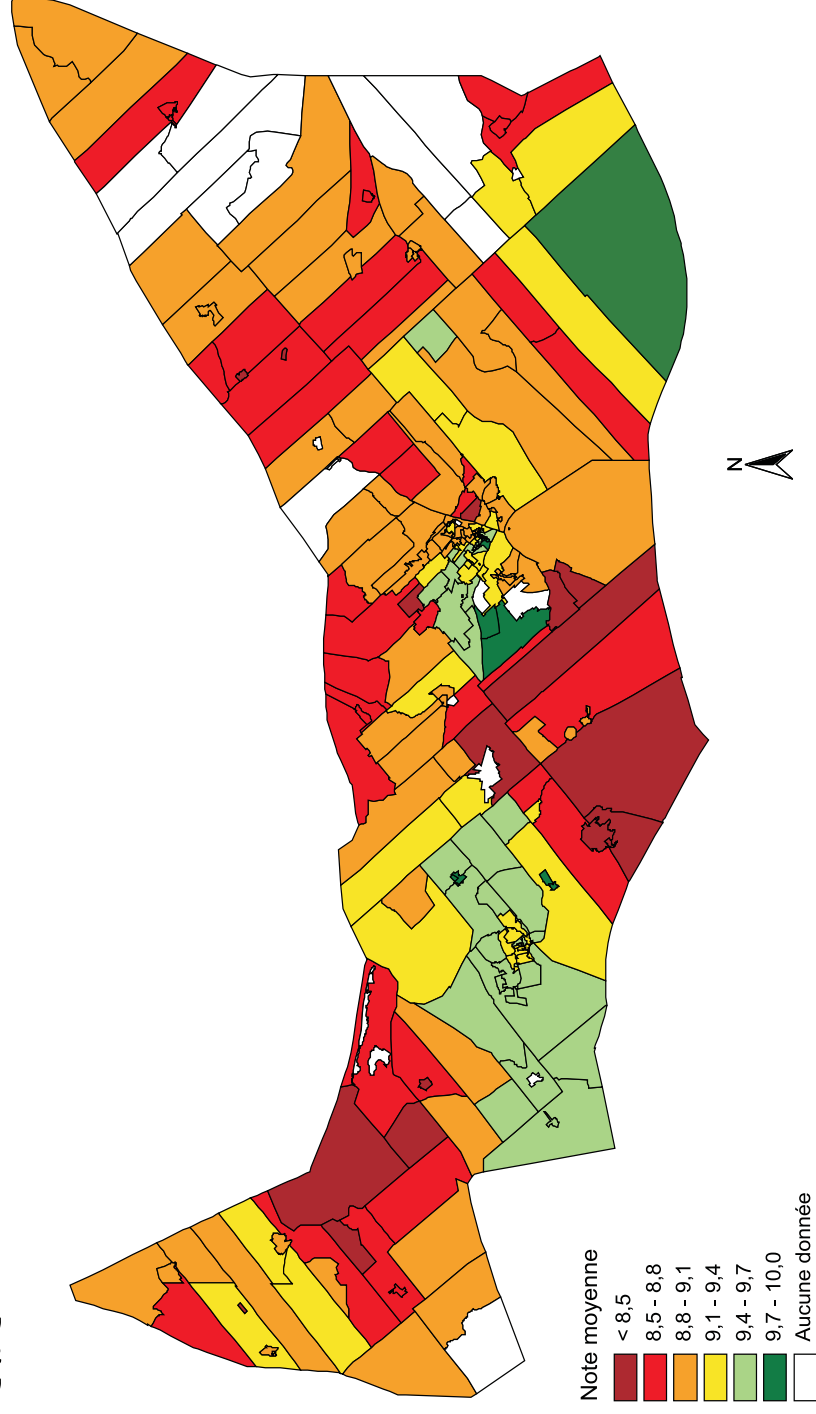 N
Note moyenne
< 8,5
8,5 - 8,8
8,8 - 9,1
9,1 - 9,4
9,4 - 9,7
9,7 - 10,0
Aucune donnée